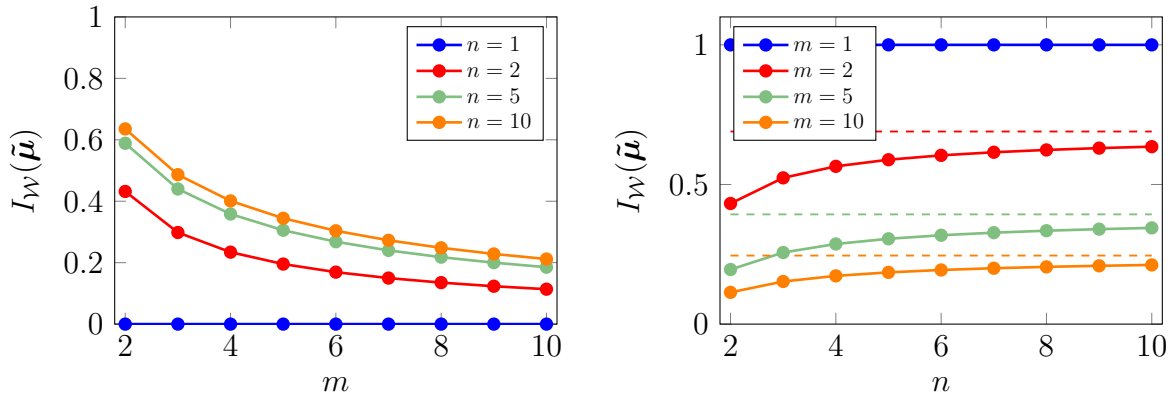 1
0.8
0.6
0.4
0.2
0
2
4
6
8
10
m
I_𝒲(𝝁̃)
n = 1
n = 2
n = 5
n = 10
1
0.5
0
2
4
6
8
10
n
I_𝒲(𝝁̃)
m = 1
m = 2
m = 5
m = 10